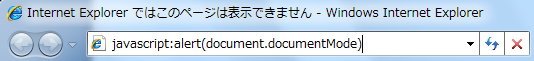 Internet Explorer ではこのページは表示できません - Windows Internet Explorer
javascript:alert(document.documentMode)